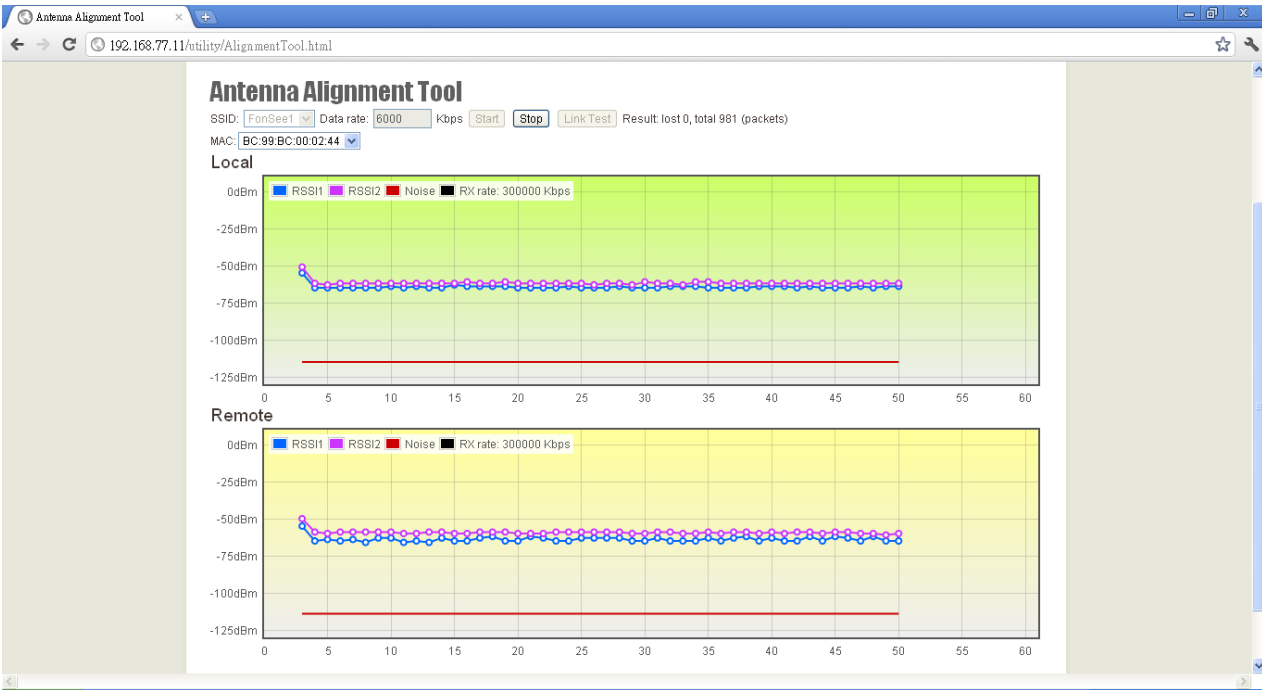 Antenna Alignment Tool
192.168.77.11/utility/AlignmentTool.html
Antenna Alignment Tool
SSID: FonSee1 Data rate: 6000 Kbps Start Stop Link Test Result: lost 0, total 981 (packets)
MAC: BC:99:BC:00:02:44
Local
RSSI1 RSSI2 Noise RX rate: 300000 Kbps
0dBm
-25dBm
-50dBm
-75dBm
-100dBm
-125dBm
0 5 10 15 20 25 30 35 40 45 50 55 60
Remote
RSSI1 RSSI2 Noise RX rate: 300000 Kbps
0dBm
-25dBm
-50dBm
-75dBm
-100dBm
-125dBm
0 5 10 15 20 25 30 35 40 45 50 55 60